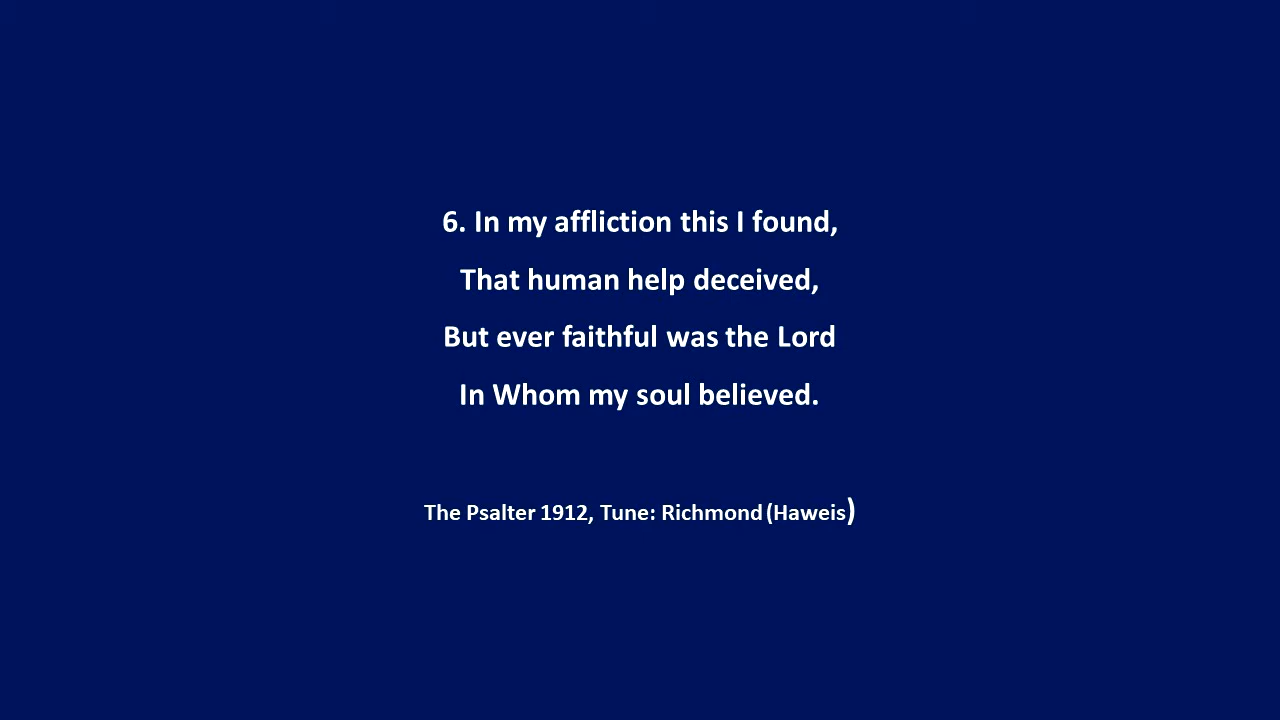 6. In my affliction this I found,
That human help deceived,
But ever faithful was the Lord
In Whom my soul believed.
The Psalter 1912, Tune: Richmond (Haweis)